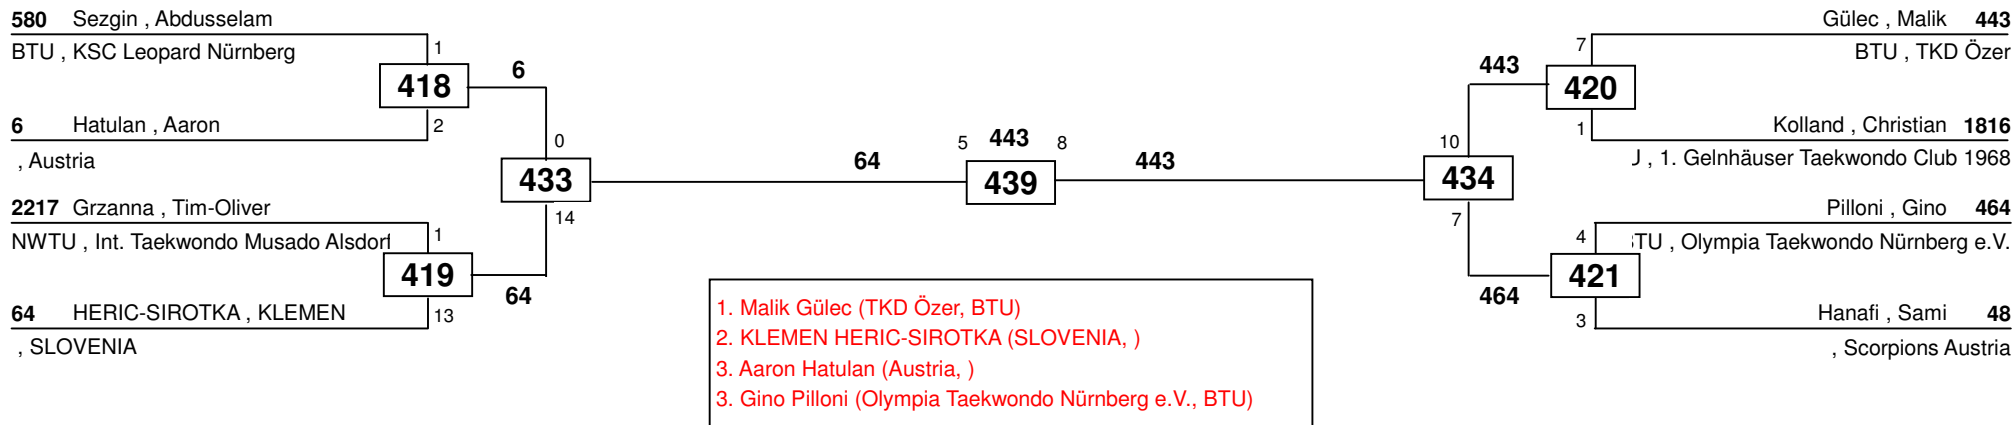 580 Sezgin , Abdusselam
BTU , KSC Leopard Nürnberg
1
418
6
2
6 Hatulan , Aaron
, Austria
0
433
14
2217 Grzanna , Tim-Oliver
NWTU , Int. Taekwondo Musado Alsdorf
1
419
64
13
64 HERIC-SIROTKA , KLEMEN
, SLOVENIA
64
5 443 8
439
443
Gülec , Malik 443
BTU , TKD Özer
7
443
420
1
Kolland , Christian 1816
, 1. Gelnhäuser Taekwondo Club 1968
10
434
7
Pilloni , Gino 464
TU , Olympia Taekwondo Nürnberg e.V.
4
421
464
3
Hanafi , Sami 48
, Scorpions Austria
1. Malik Gülec (TKD Özer, BTU)
2. KLEMEN HERIC-SIROTKA (SLOVENIA, )
3. Aaron Hatulan (Austria, )
3. Gino Pilloni (Olympia Taekwondo Nürnberg e.V., BTU)